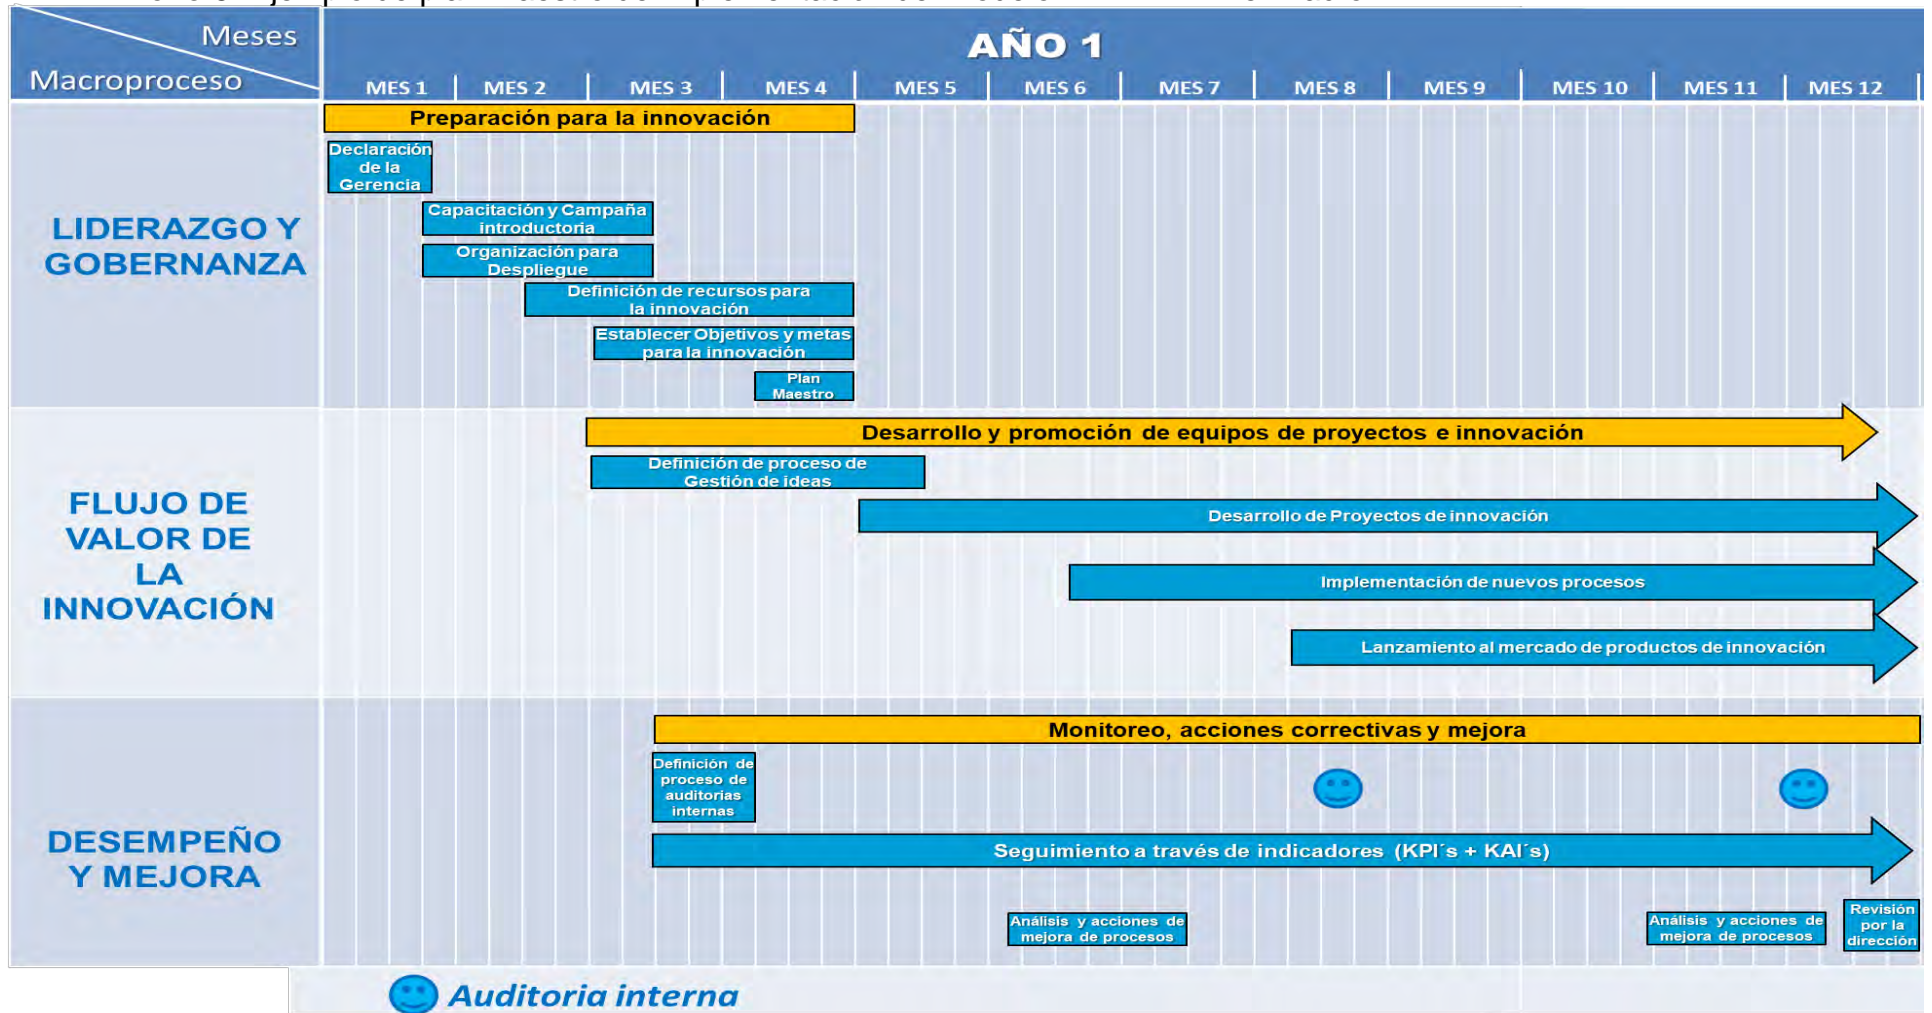 Meses
Macroproceso
AÑO 1
MES 1 MES 2 MES 3 MES 4 MES 5 MES 6 MES 7 MES 8 MES 9 MES 10 MES 11 MES 12
LIDERAZGO Y
GOBERNANZA
Preparación para la innovación
Declaración
de la
Gerencia
Capacitación y Campaña
introductoria
Organización para
Despliegue
Definición de recursos para
la innovación
Establecer Objetivos y metas
para la innovación
Plan
Maestro
FLUJO DE
VALOR DE
LA
INNOVACIÓN
Desarrollo y promoción de equipos de proyectos e innovación
Definición de proceso de
Gestión de ideas
Desarrollo de Proyectos de innovación
Implementación de nuevos procesos
Lanzamiento al mercado de productos de innovación
DESEMPEÑO
Y MEJORA
Monitoreo, acciones correctivas y mejora
Definición de
proceso de
auditorias
internas
Seguimiento a través de indicadores (KPI´s + KAI´s)
Análisis y acciones de
mejora de procesos
Análisis y acciones de
mejora de procesos
Revisión
por la
dirección
Auditoria interna